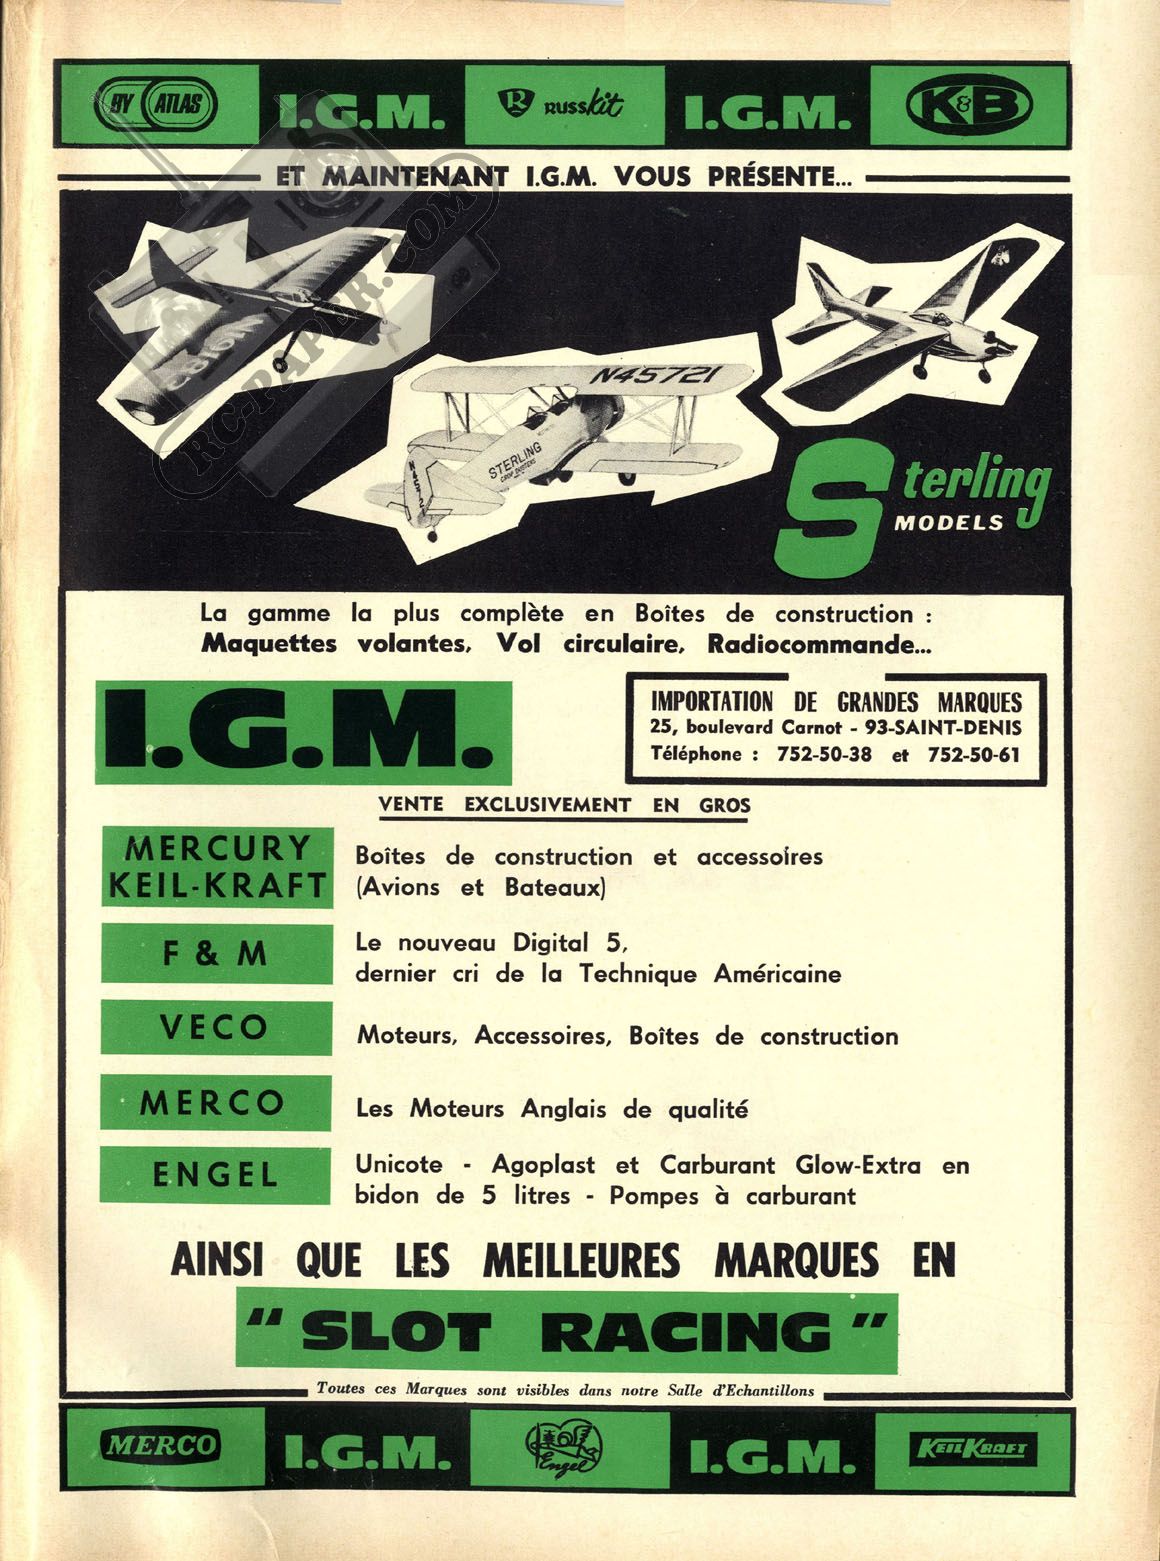 BY ATLAS
I.G.M.
R RUSSKIT
I.G.M.
K&B
ET MAINTENANT I.G.M. VOUS PRÉSENTE...
RC-PAPER.COM
N45721
STERLING
Sterling
MODELS
La gamme la plus complète en Boîtes de construction :
Maquettes volantes, Vol circulaire, Radiocommande...
I.G.M.
IMPORTATION DE GRANDES MARQUES
25, boulevard Carnot - 93-SAINT-DENIS
Téléphone : 752-50-38 et 752-50-61
VENTE EXCLUSIVEMENT EN GROS
MERCURY
KEIL-KRAFT
Boîtes de construction et accessoires
(Avions et Bateaux)
F & M
Le nouveau Digital 5,
dernier cri de la Technique Américaine
VECO
Moteurs, Accessoires, Boîtes de construction
MERCO
Les Moteurs Anglais de qualité
ENGEL
Unicote - Agoplast et Carburant Glow-Extra en
bidon de 5 litres - Pompes à carburant
AINSI QUE LES MEILLEURES MARQUES EN
" SLOT RACING "
Toutes ces Marques sont visibles dans notre Salle d'Echantillons
MERCO
I.G.M.
Engel
I.G.M.
KEILKRAFT